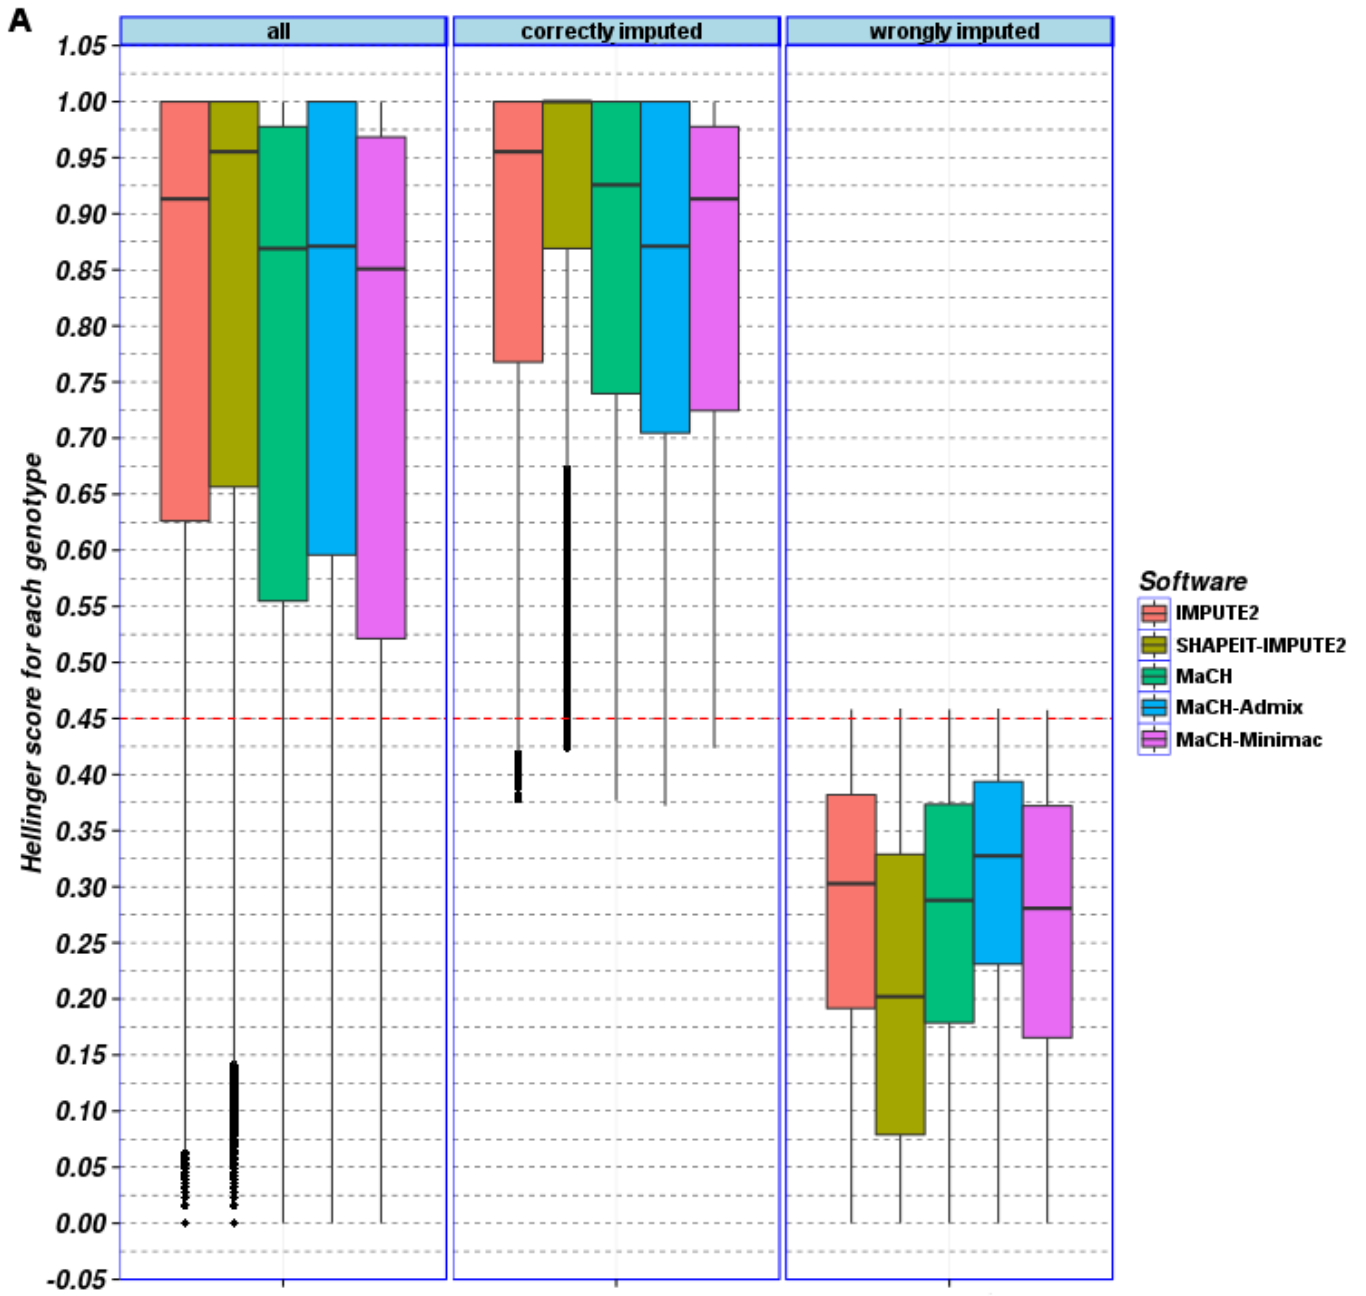 A
all
correctly imputed
wrongly imputed
1.05
1.00
0.95
0.90
0.85
0.80
0.75
0.70
0.65
0.60
0.55
0.50
0.45
0.40
0.35
0.30
0.25
0.20
0.15
0.10
0.05
0.00
-0.05
Hellinger score for each genotype
Software
IMPUTE2
SHAPEIT-IMPUTE2
MaCH
MaCH-Admix
MaCH-Minimac